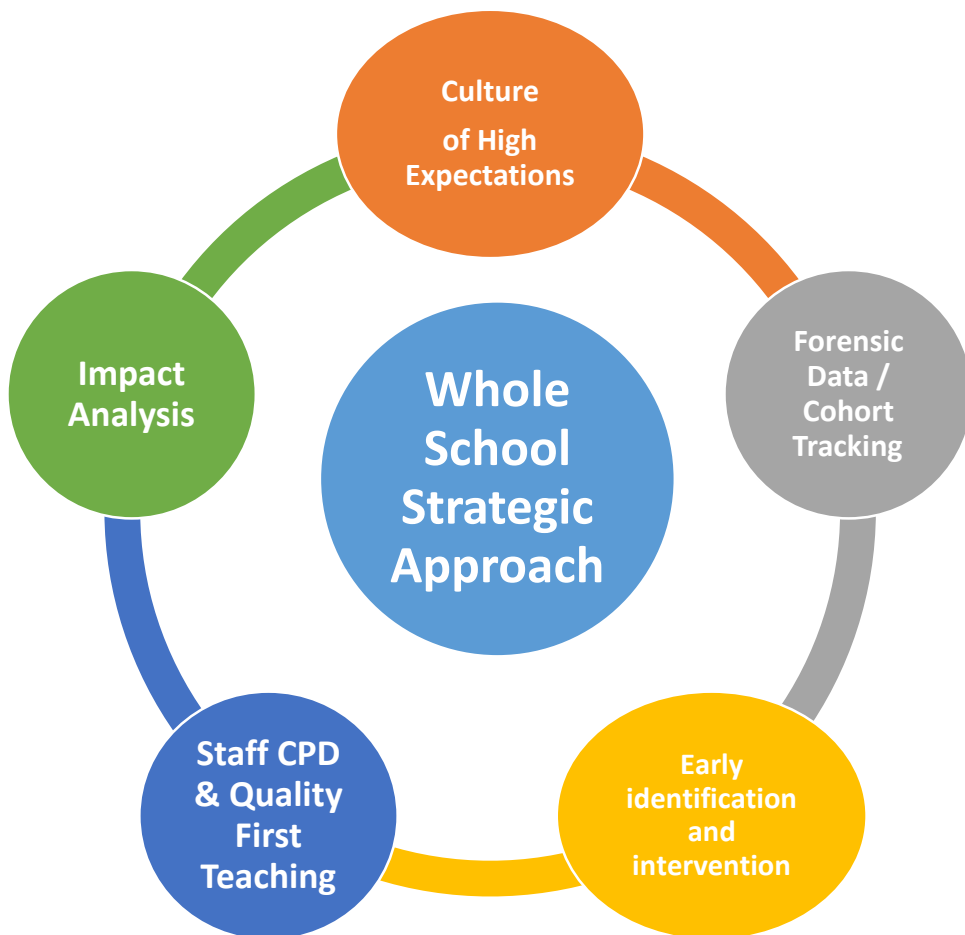 Culture
of High
Expectations
Forensic
Data /
Cohort
Tracking
Early
identification
and
intervention
Staff CPD
& Quality
First
Teaching
Impact
Analysis
Whole
School
Strategic
Approach